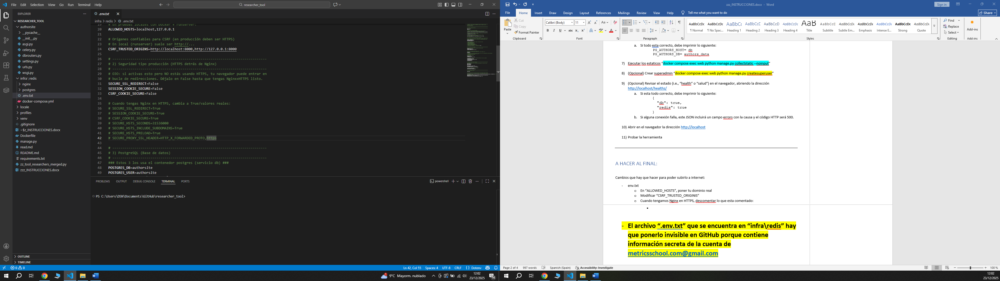 File Edit Selection View Go Run Terminal Help
researcher_tool
EXPLORER
RESEARCHER_TOOL
authorsite
__pycache__
__init__.py
asgi.py
celery.py
dbrouters.py
settings.py
urls.py
wsgi.py
infra \ redis
nginx
postgres
.env.txt
docker-compose.yml
locale
profiles
venv
.gitignore
~$z_INSTRUCCIONES.docx
Dockerfile
manage.py
read.md
README.md
requirements.txt
zz_tool_researchers_merged.py
zzz_INSTRUCCIONES.docx
OUTLINE
TIMELINE
.env.txt
infra > redis > .env.txt
19 # En pruebas locales con Docker + runserver:
20 ALLOWED_HOSTS=localhost,127.0.0.1
21
22 # Orígenes confiables para CSRF (en producción deben ser HTTPS)
23 # En local (runserver) suele ser http://...
24 CSRF_TRUSTED_ORIGINS=http://localhost:8000,http://127.0.0.1:8000
25
26 # ---------------------------------------------------------------------------
27 # 2) Seguridad tipo producción (HTTPS detrás de Nginx)
28 # ---------------------------------------------------------------------------
29 # OJO: si activas esto pero NO estás usando HTTPS, tu navegador puede entrar en
30 # bucle de redirecciones. Déjalo en False hasta que tengas Nginx+HTTPS listo.
31 SECURE_SSL_REDIRECT=False
32 SESSION_COOKIE_SECURE=False
33 CSRF_COOKIE_SECURE=False
34
35 # Cuando tengas Nginx en HTTPS, cambia a True/valores reales:
36 # SECURE_SSL_REDIRECT=True
37 # SESSION_COOKIE_SECURE=True
38 # CSRF_COOKIE_SECURE=True
39 # SECURE_HSTS_SECONDS=31536000
40 # SECURE_HSTS_INCLUDE_SUBDOMAINS=True
41 # SECURE_HSTS_PRELOAD=True
42 # SECURE_PROXY_SSL_HEADER=HTTP_X_FORWARDED_PROTO,https
43
44 # ---------------------------------------------------------------------------
45 # 3) PostgreSQL (Base de datos)
46 # ---------------------------------------------------------------------------
47 ### Estos 3 los usa el contenedor postgres (servicio db) ###
48 POSTGRES_DB=authorsite
49 POSTGRES_USER=authorsite
PROBLEMS OUTPUT DEBUG CONSOLE TERMINAL PORTS
powershell
PS C:\Users\DSN\Documents\GitHub\researcher_tool>
0 0
Ln 42, Col 55 Spaces: 4 UTF-8 CRLF { } Dotenv
9°C Mayorm. nublado
12:02
23/12/2025
14
zzz_INSTRUCCIONES.docx - Word
Sign in
File Home Insert Draw Design Layout References Mailings Review View Help Tell me what you want to do
Share
Paste
Cut
Copy
Format Painter
Clipboard
Calibri (Body) 11
Font
Paragraph
¶ Normal ¶ No Spac... Heading 1 Heading 2 Heading 3 Heading 4 Title Subtitle Subtle Em... Emphasis Intense E... Strong Quote
Styles
Find
Replace
Select
Editing
Add-ins
Add-ins
a. Si todo esta correcto, debe imprimir lo siguiente:
PG_AUTHORS_HOST= db
PG_AUTHORS_DB= authors_data
7) Ejecutar los estaticos “docker compose exec web python manage.py collectstatic --noinput”
8) (Opcional) Crear superadmin “docker compose exec web python manage.py createsuperuser”
9) (Opcional) Revisar el estado (i.e., “health” o “salud”) en el navegador, abriendo la dirección
http://localhost/healthz/
a. Si esta todo correcto, debe imprimir lo siguiente:
{
"db": true,
"redis": true
}
b. Si alguna conexión falla, este JSON incluirá un campo errors con la causa y el código HTTP será 500.
10) Abrir en el navegador la dirección http://localhost
11) Probar la herramienta
A HACER AL FINAL:
Cambios que hay que hacer para poder subirlo a internet:
- env.txt
o En “ALLOWED_HOSTS”, poner tu dominio real
o Modificar “CSRF_TRUSTED_ORIGINIS”
o Cuando tengamos Nginx en HTTPS, descomentar lo que esta comentado:
- El archivo “.env.txt” que se encuentra en “infra\redis” hay
que ponerlo invisible en GitHub porque contiene
información secreta de la cuenta de
metricsschool.com@gmail.com
Page 2 of 4 997 words Spanish (Spain) Accessibility: Investigate
100 %
12:02
23/12/2025